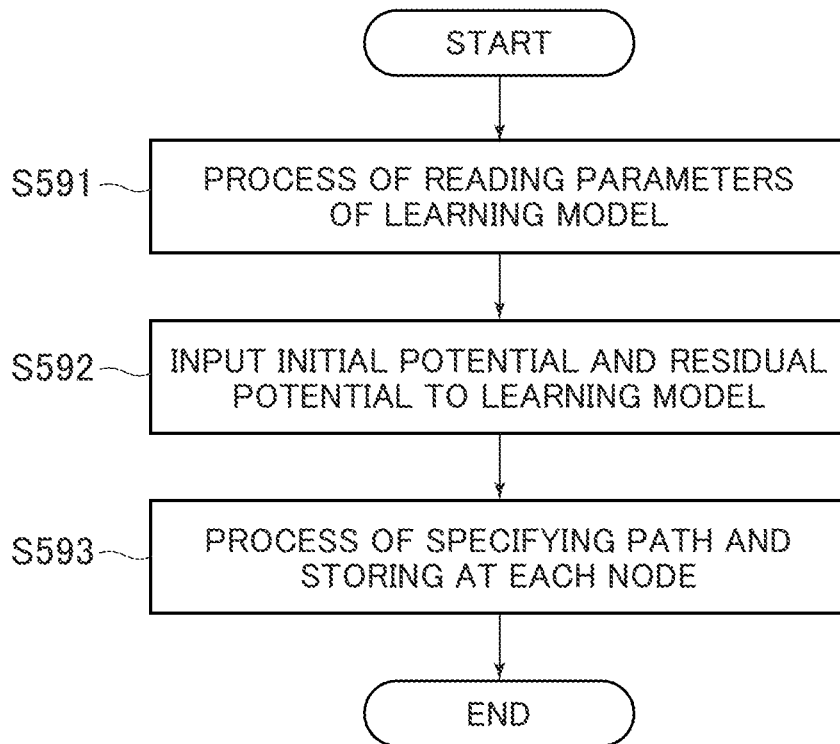 START
S591
PROCESS OF READING PARAMETERS
OF LEARNING MODEL
S592
INPUT INITIAL POTENTIAL AND RESIDUAL
POTENTIAL TO LEARNING MODEL
S593
PROCESS OF SPECIFYING PATH AND
STORING AT EACH NODE
END